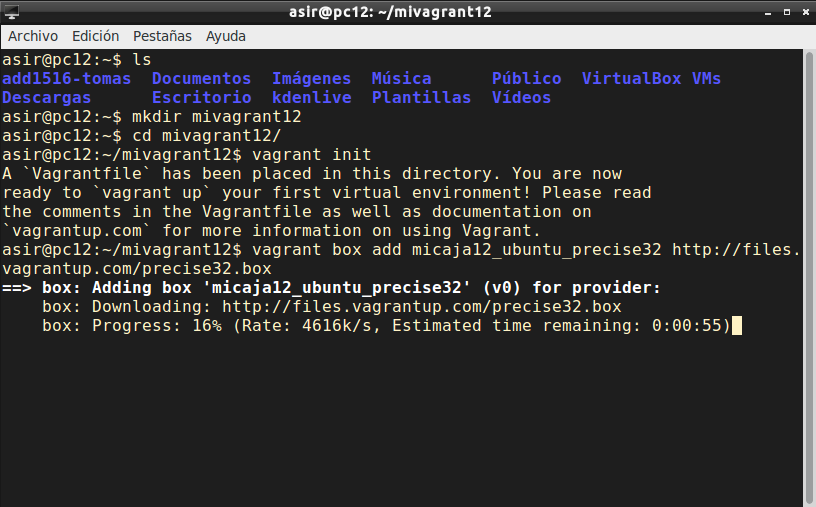 asir@pc12: ~/mivagrant12
Archivo Edición Pestañas Ayuda
asir@pc12:~$ ls
add1516-tomas Documentos Imágenes Música Público VirtualBox VMs
Descargas Escritorio kdenlive Plantillas Vídeos
asir@pc12:~$ mkdir mivagrant12
asir@pc12:~$ cd mivagrant12/
asir@pc12:~/mivagrant12$ vagrant init
A `Vagrantfile` has been placed in this directory. You are now
ready to `vagrant up` your first virtual environment! Please read
the comments in the Vagrantfile as well as documentation on
`vagrantup.com` for more information on using Vagrant.
asir@pc12:~/mivagrant12$ vagrant box add micaja12_ubuntu_precise32 http://files.
vagrantup.com/precise32.box
==> box: Adding box 'micaja12_ubuntu_precise32' (v0) for provider:
box: Downloading: http://files.vagrantup.com/precise32.box
box: Progress: 16% (Rate: 4616k/s, Estimated time remaining: 0:00:55)